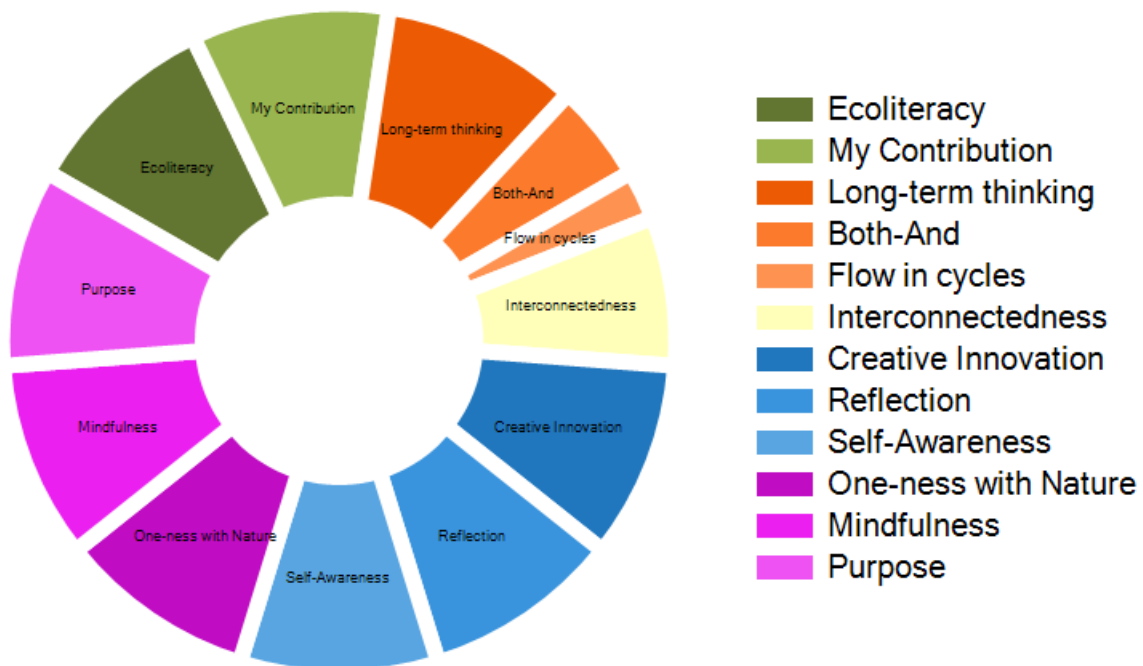 My Contribution
Long-term thinking
Ecoliteracy
Both-And
Flow in cycles
Purpose
Interconnectedness
Mindfulness
Creative Innovation
One-ness with Nature
Reflection
Self-Awareness
Ecoliteracy
My Contribution
Long-term thinking
Both-And
Flow in cycles
Interconnectedness
Creative Innovation
Reflection
Self-Awareness
One-ness with Nature
Mindfulness
Purpose